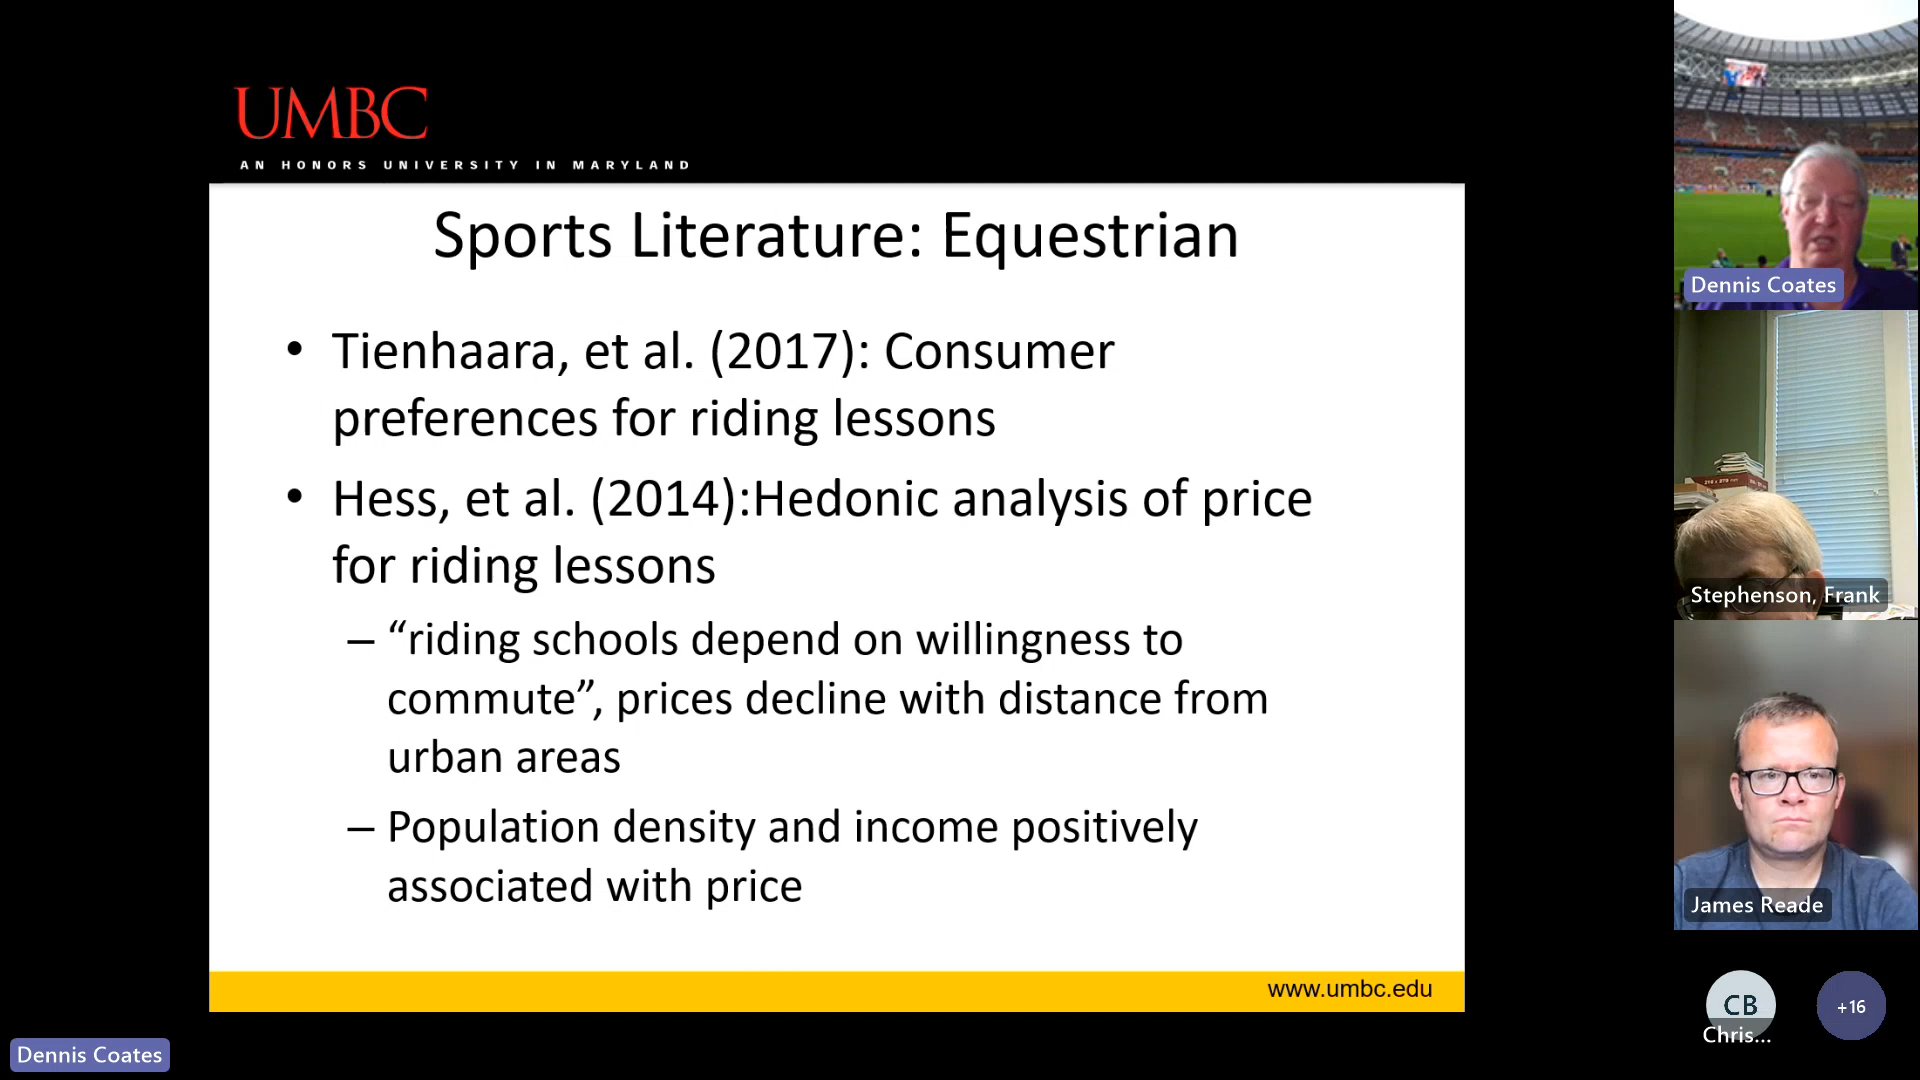 UMBC
AN HONORS UNIVERSITY IN MARYLAND
Sports Literature: Equestrian
• Tienhaara, et al. (2017): Consumer
preferences for riding lessons
• Hess, et al. (2014):Hedonic analysis of price
for riding lessons
– “riding schools depend on willingness to
commute”, prices decline with distance from
urban areas
– Population density and income positively
associated with price
www.umbc.edu
Dennis Coates
Dennis Coates
Stephenson, Frank
James Reade
CB
Chris...
+16